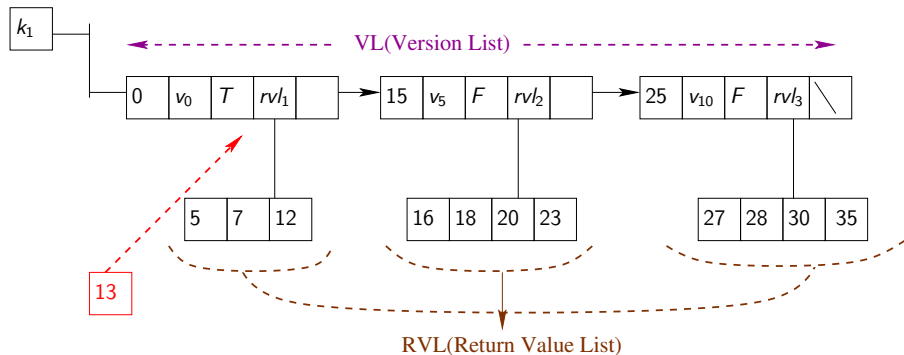 k₁
VL(Version List)
0 v₀ T rvl₁
15 v₅ F rvl₂
25 v₁₀ F rvl₃
5 7 12
16 18 20 23
27 28 30 35
13
RVL(Return Value List)